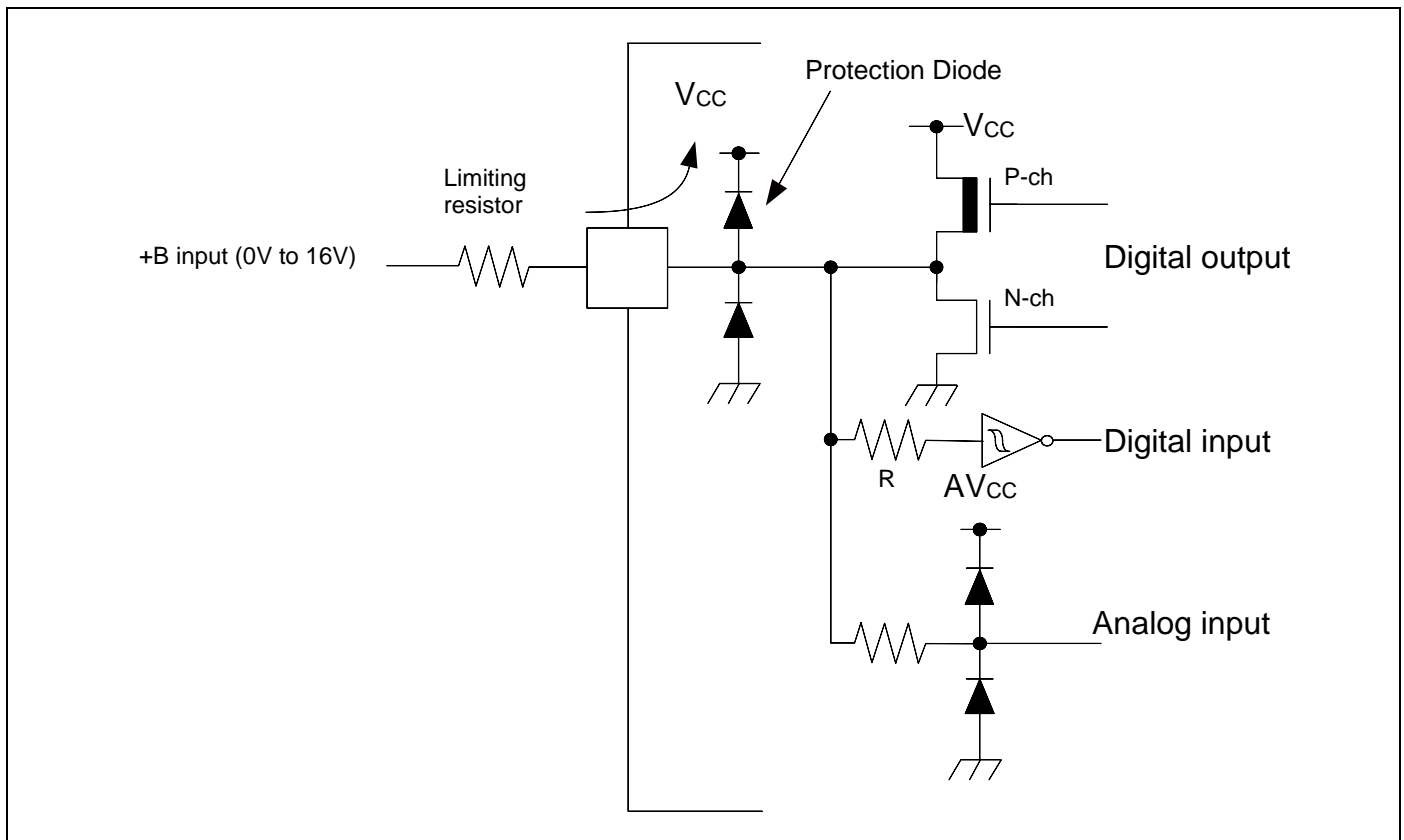 Protection Diode
VCC
VCC
Limiting
resistor
P-ch
+B input (0V to 16V)
Digital output
N-ch
Digital input
R
AVCC
Analog input